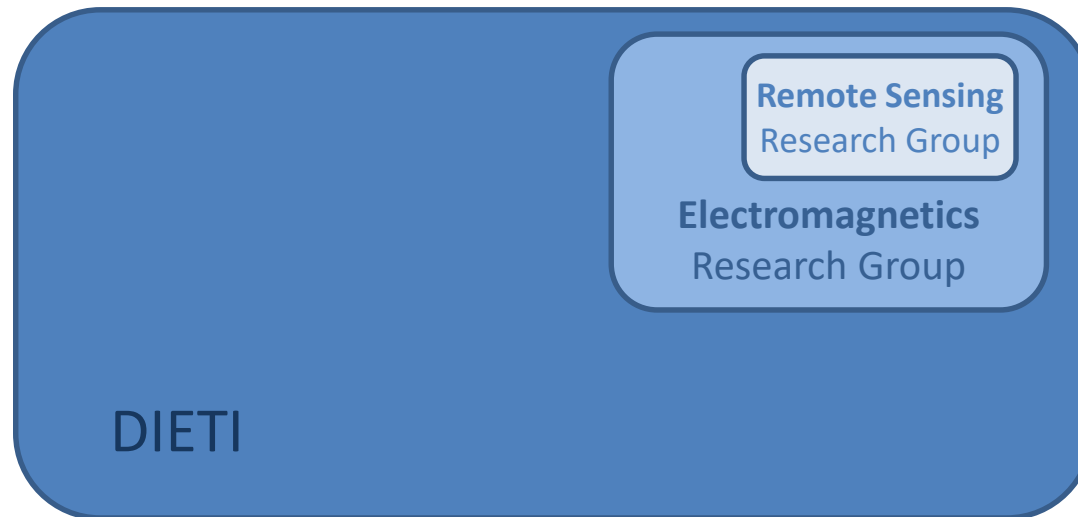 Remote Sensing
Research Group
Electromagnetics
Research Group
DIETI